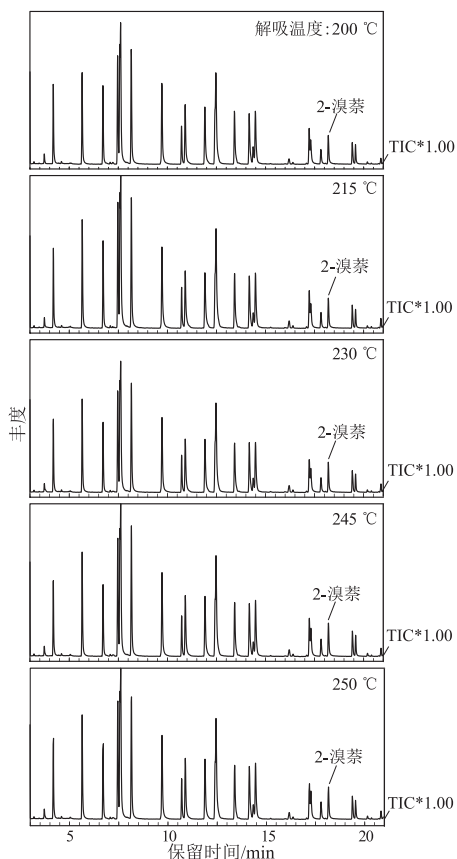 解吸温度:200 ℃
2-溴萘
TIC*1.00
215 ℃
2-溴萘
TIC*1.00
230 ℃
2-溴萘
TIC*1.00
丰度
245 ℃
2-溴萘
TIC*1.00
250 ℃
2-溴萘
TIC*1.00
5 10 15 20
保留时间/min